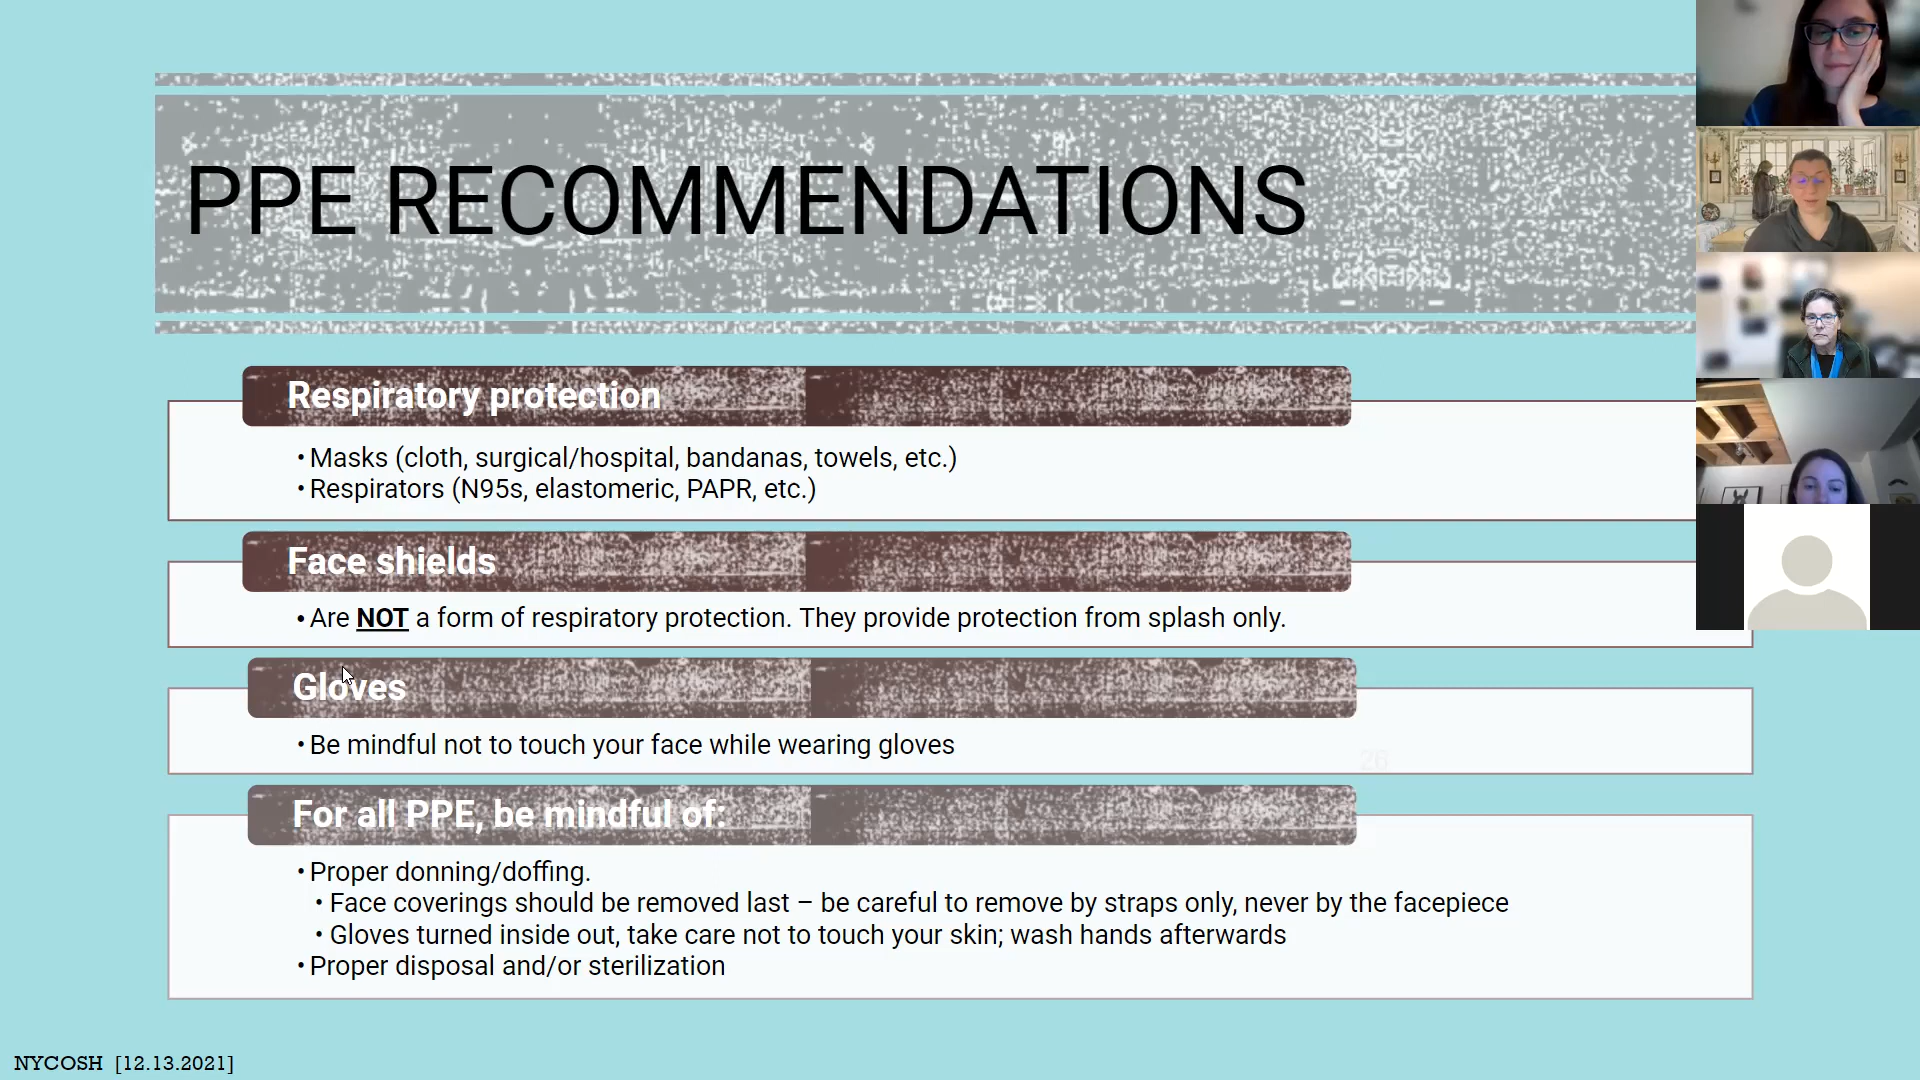 PPE RECOMMENDATIONS
Respiratory protection
• Masks (cloth, surgical/hospital, bandanas, towels, etc.)
• Respirators (N95s, elastomeric, PAPR, etc.)
Face shields
• Are NOT a form of respiratory protection. They provide protection from splash only.
Gloves
• Be mindful not to touch your face while wearing gloves
26
For all PPE, be mindful of:
• Proper donning/doffing.
• Face coverings should be removed last – be careful to remove by straps only, never by the facepiece
• Gloves turned inside out, take care not to touch your skin; wash hands afterwards
• Proper disposal and/or sterilization
NYCOSH [12.13.2021]